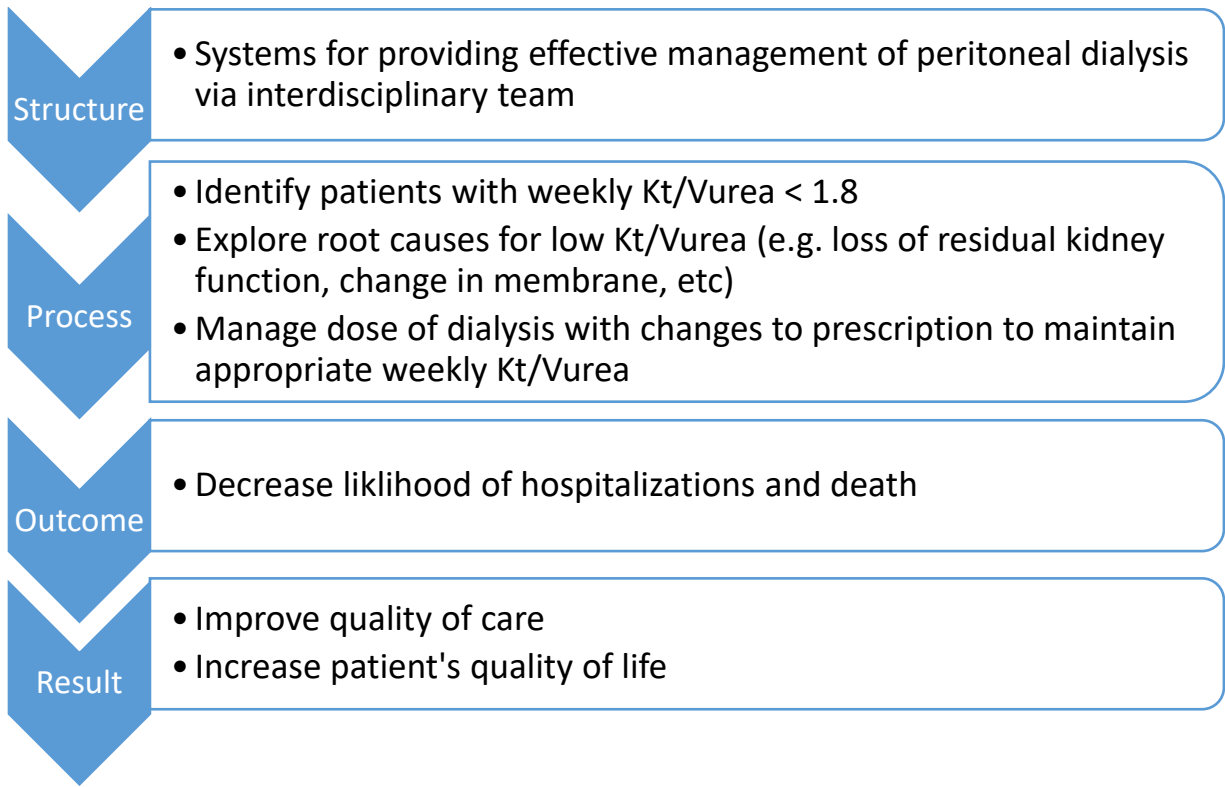 Structure
• Systems for providing effective management of peritoneal dialysis
via interdisciplinary team
Process
• Identify patients with weekly Kt/Vurea < 1.8
• Explore root causes for low Kt/Vurea (e.g. loss of residual kidney
function, change in membrane, etc)
• Manage dose of dialysis with changes to prescription to maintain
appropriate weekly Kt/Vurea
Outcome
• Decrease liklihood of hospitalizations and death
Result
• Improve quality of care
• Increase patient's quality of life